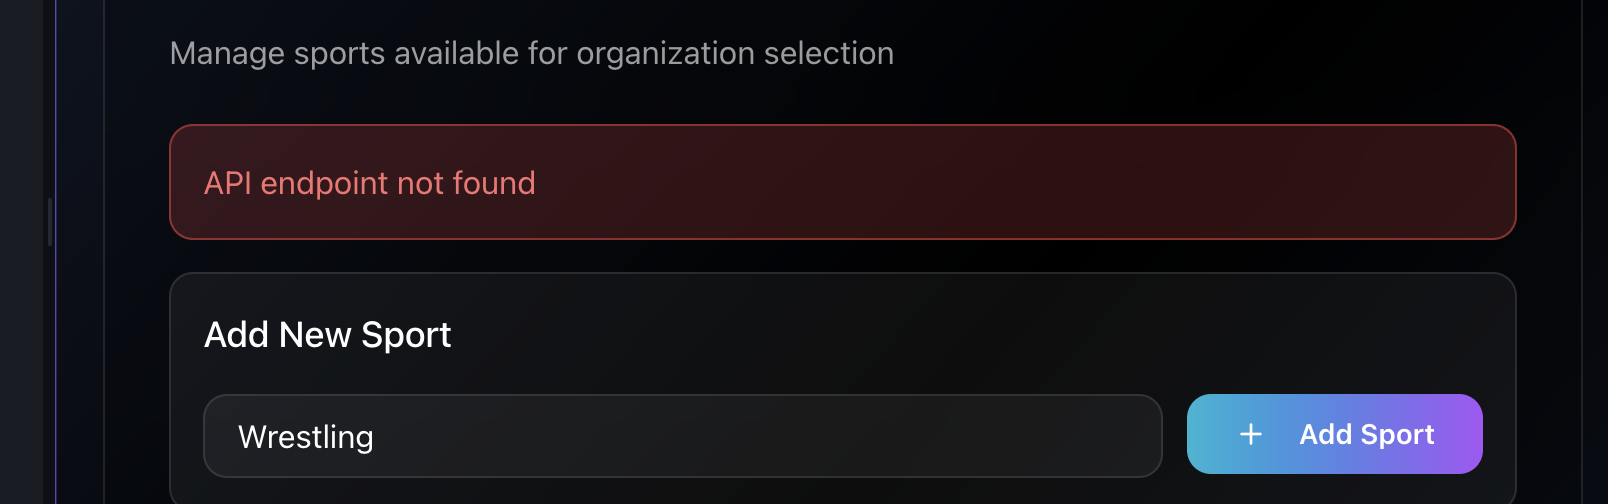 Manage sports available for organization selection
API endpoint not found
Add New Sport
Wrestling
+ Add Sport